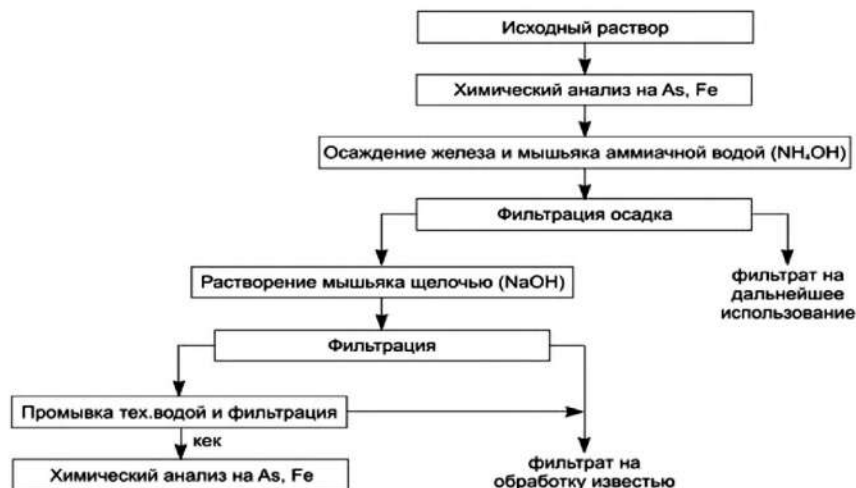 Исходный раствор
Химический анализ на As, Fe
Осаждение железа и мышьяка аммиачной водой (NH₄OH)
Фильтрация осадка
фильтрат на
дальнейшее
использование
Растворение мышьяка щелочью (NaOH)
Фильтрация
Промывка тех.водой и фильтрация
кек
Химический анализ на As, Fe
фильтрат на
обработку известью